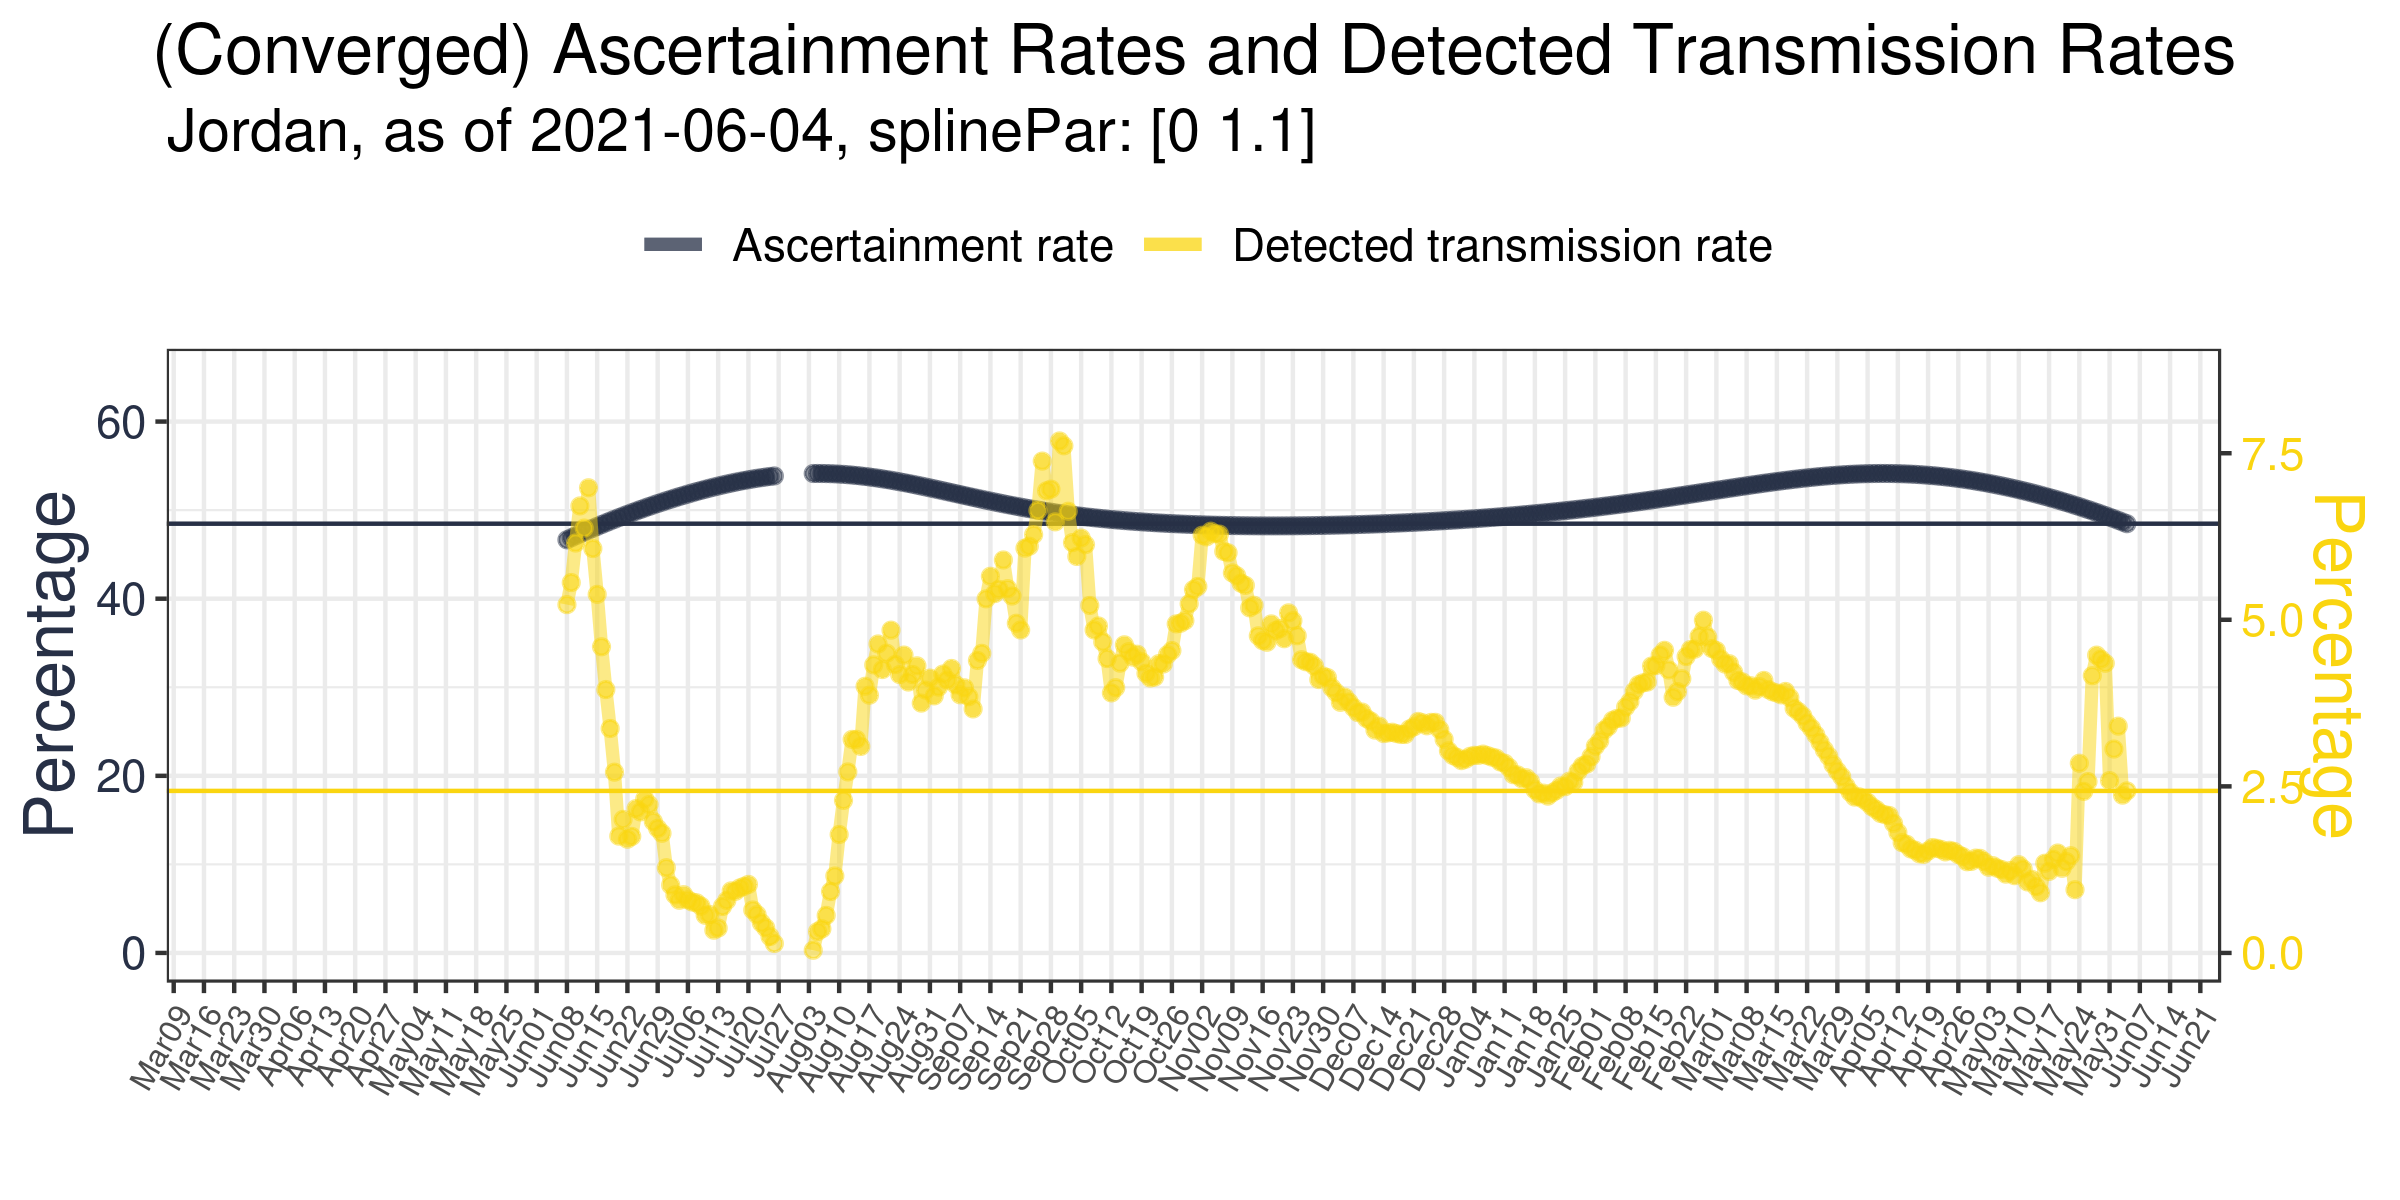 (Converged) Ascertainment Rates and Detected Transmission Rates
Jordan, as of 2021-06-04, splinePar: [0 1.1]
Ascertainment rate
Detected transmission rate
Percentage
60
40
20
0
7.5
5.0
2.5
0.0
Percentage
Mar09
Mar16
Mar23
Mar30
Apr06
Apr13
Apr20
Apr27
May04
May11
May18
May25
Jun01
Jun08
Jun15
Jun22
Jun29
Jul06
Jul13
Jul20
Jul27
Aug03
Aug10
Aug17
Aug24
Aug31
Sep07
Sep14
Sep21
Sep28
Oct05
Oct12
Oct19
Oct26
Nov02
Nov09
Nov16
Nov23
Nov30
Dec07
Dec14
Dec21
Dec28
Jan04
Jan11
Jan18
Jan25
Feb01
Feb08
Feb15
Feb22
Mar01
Mar08
Mar15
Mar22
Mar29
Apr05
Apr12
Apr19
Apr26
May03
May10
May17
May24
May31
Jun07
Jun14
Jun21